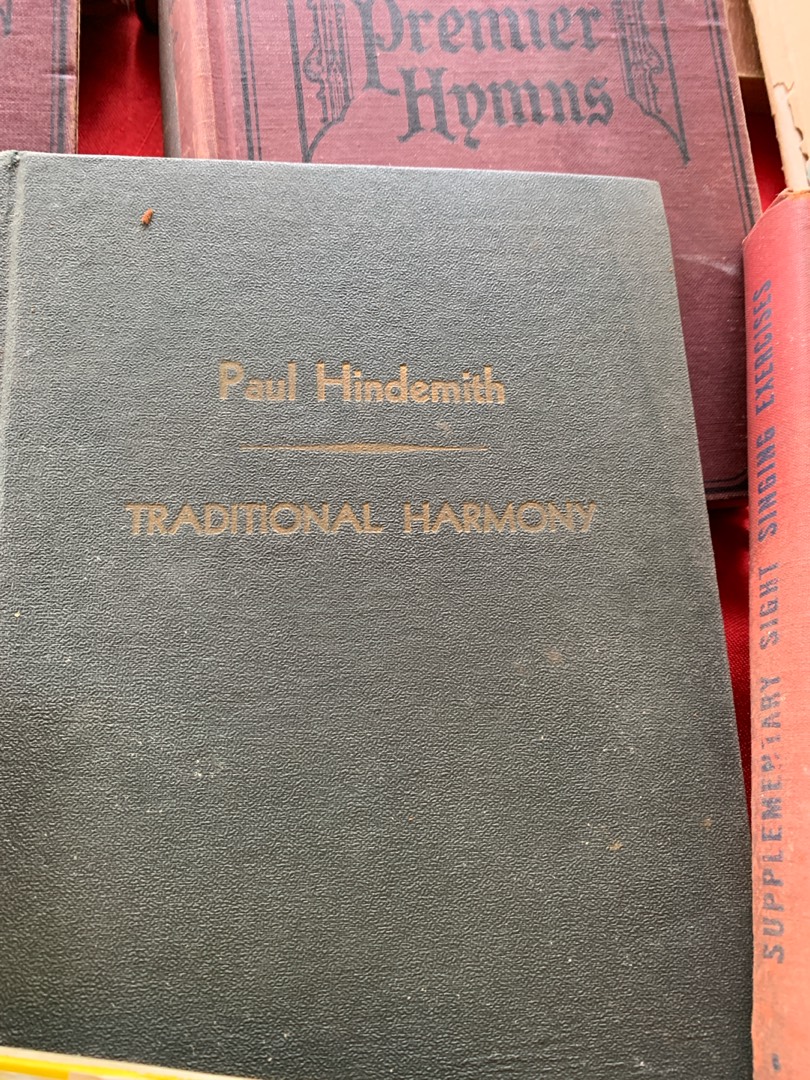 Premier
Hymns
Paul Hindemith
TRADITIONAL HARMONY
SUPPLEMENTARY SIGHT SINGING EXERCISES